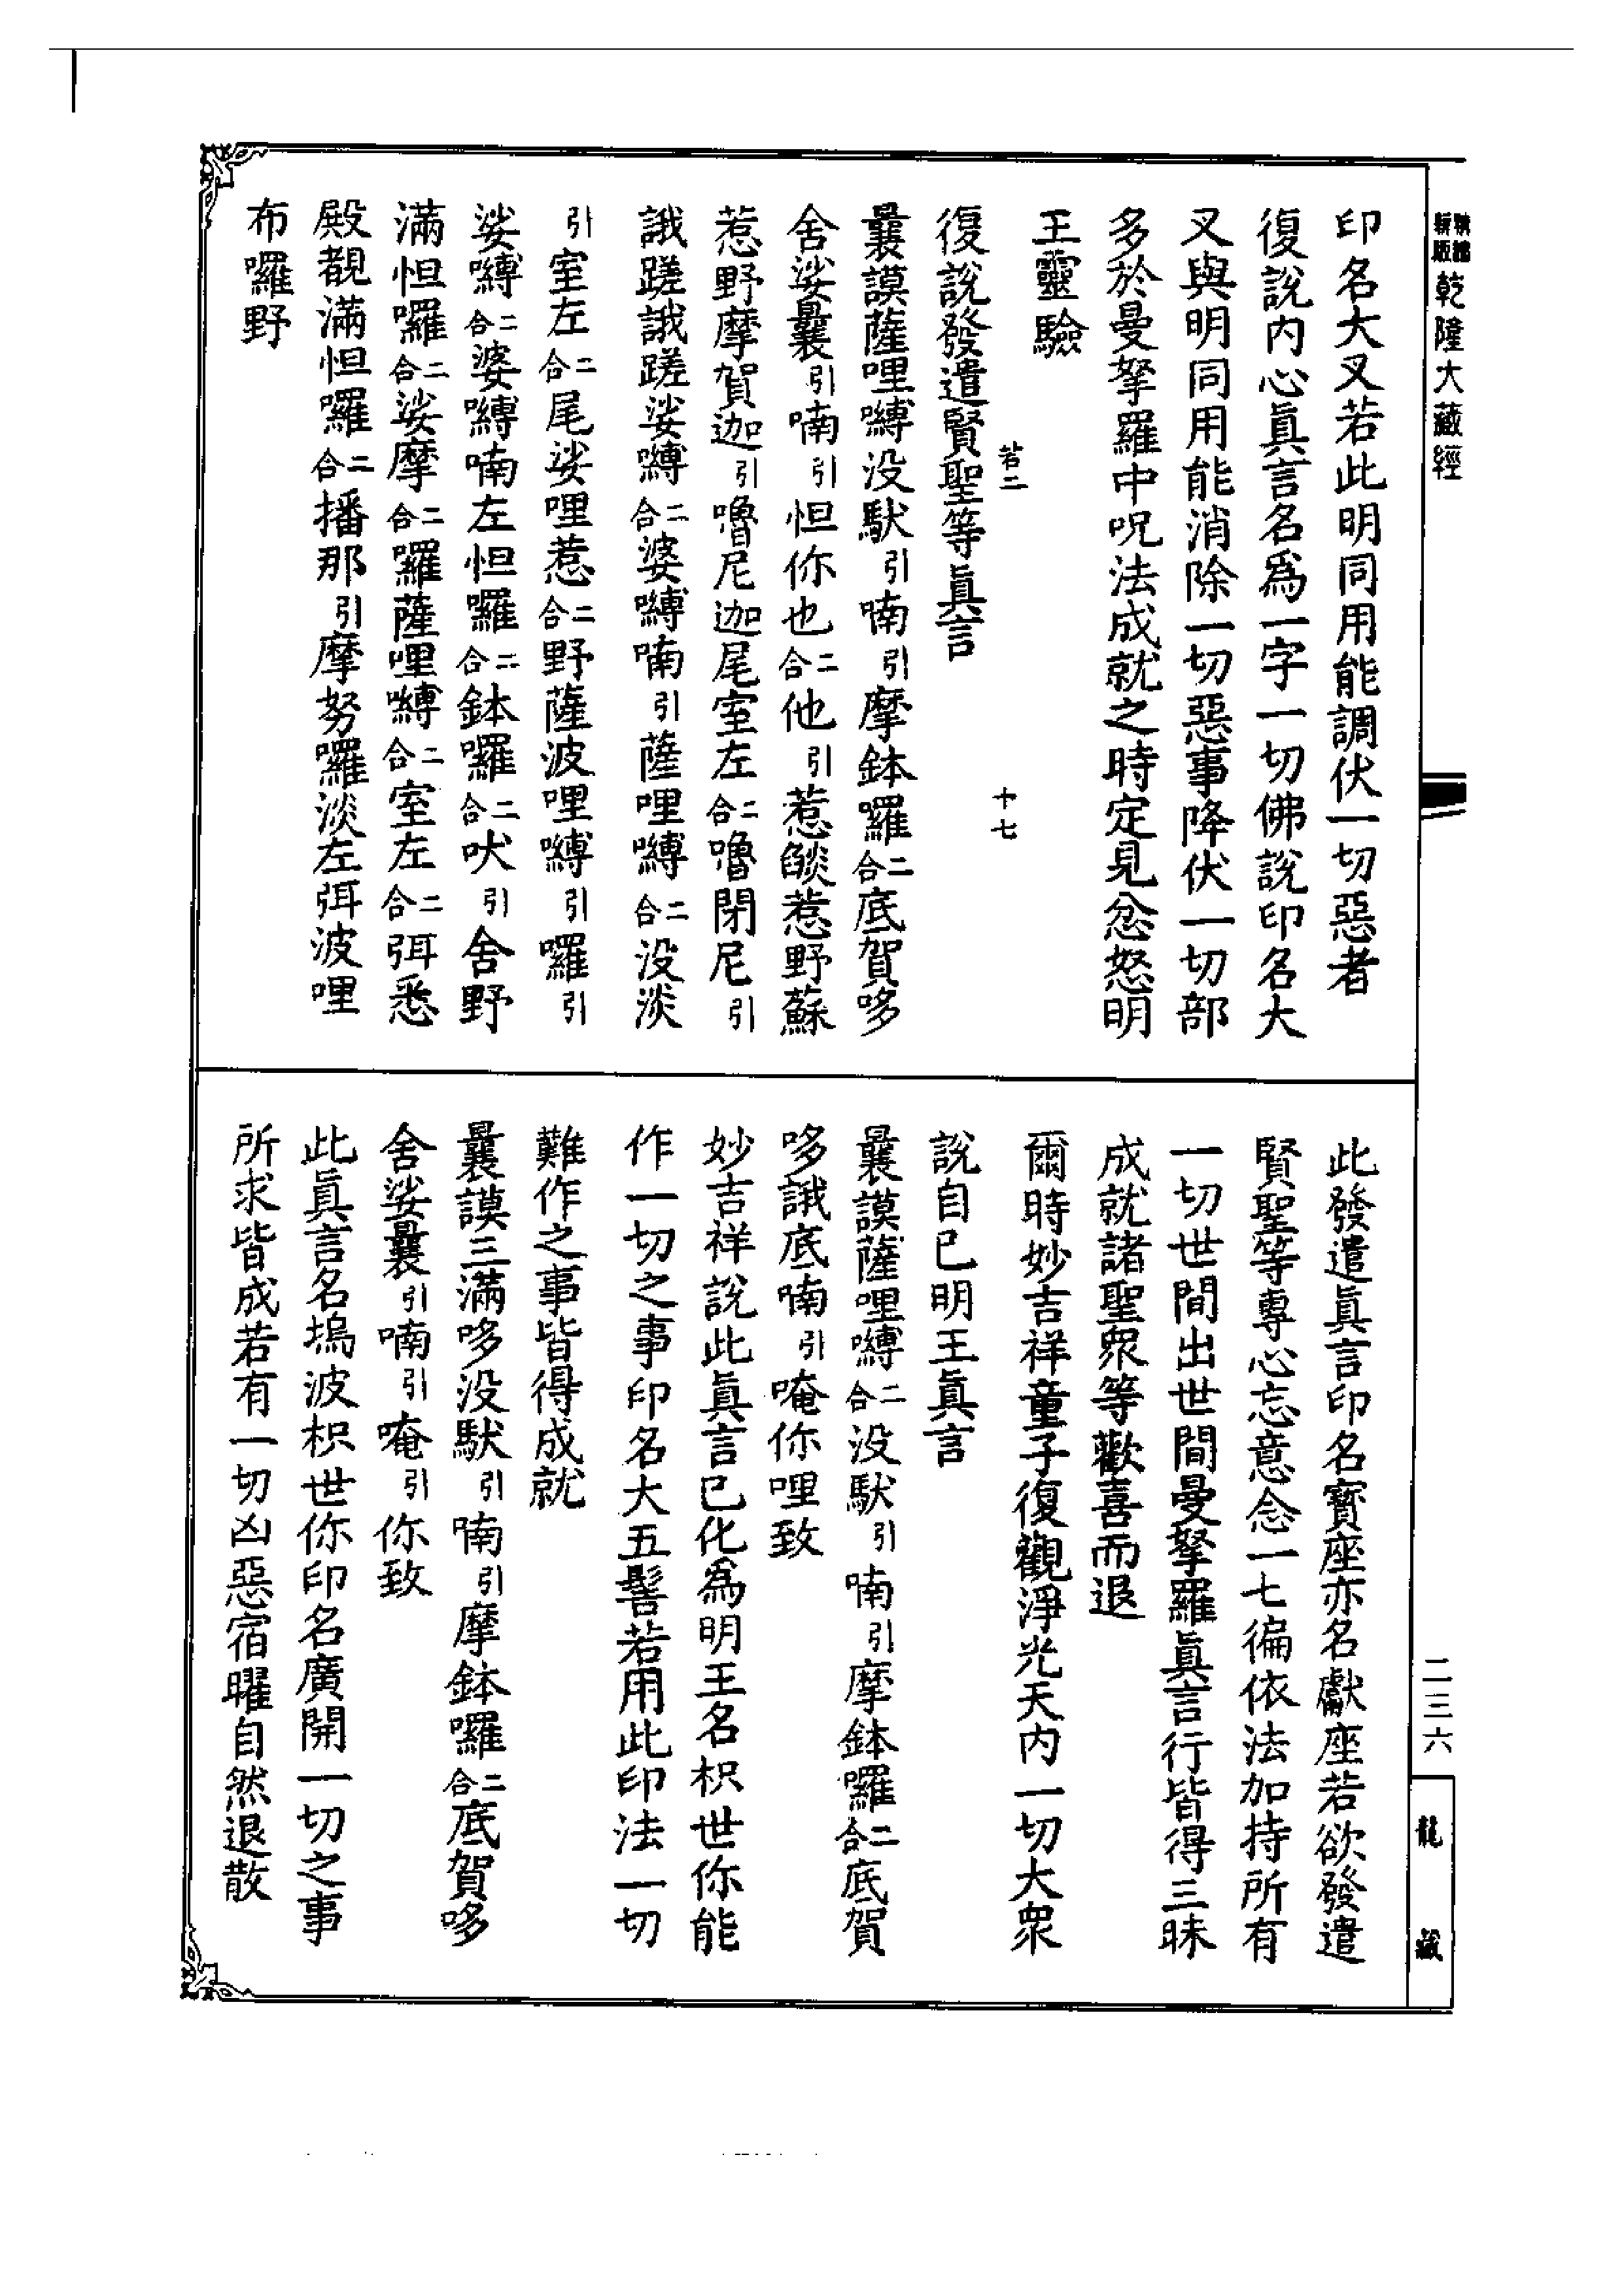 乾隆大藏經
印名大叉若此明同用能調伏一切惡者
復說內心眞言名爲一字一切佛說印名大
叉與明同用能消除一切惡事降伏一切部
多於曼拏羅中呪法成就之時定見忿怒明
王靈驗
若二 十七
復說發遣賢聖等眞言
曩謨薩哩嚩没馱引喃引摩鉢囉二合底賀哆
舍娑曩引喃引怛你也二合他引惹𦦨惹野蘇
惹野摩賀迦引嚕尼迦尾室左二合嚕閉尼引
誐蹉誐蹉娑嚩二合婆嚩喃引薩哩嚩二合没淡
引室左二合尾娑哩惹二合野薩波哩嚩引囉引
娑嚩二合婆嚩喃左怛囉二合鉢囉二合吠引舍野
滿怛囉二合娑摩二合囉薩哩嚩二合室左二合弭悉
殿覩滿怛囉二合播那引摩努囉淡左弭波哩
布囉野
此發遣眞言印名寶座亦名獻座若欲發遣
賢聖等專心忘意念一七徧依法加持所有
一切世間出世間曼拏羅眞言行皆得三昧
成就諸聖眾等歡喜而退
爾時妙吉祥童子復觀淨光天內一切大眾
說自已明王眞言
曩謨薩哩嚩二合没馱引喃引摩鉢囉二合底賀
哆誐底喃引唵你哩致
妙吉祥說此眞言已化爲明王名枳世你能
作一切之事印名大五髻若用此印法一切
難作之事皆得成就
曩謨三滿哆没馱引喃引摩鉢囉二合底賀哆
舍娑曩引喃引唵引你致
此眞言名塢波枳世你印名廣開一切之事
所求皆成若有一切凶惡宿曜自然退散
二三六
龍藏